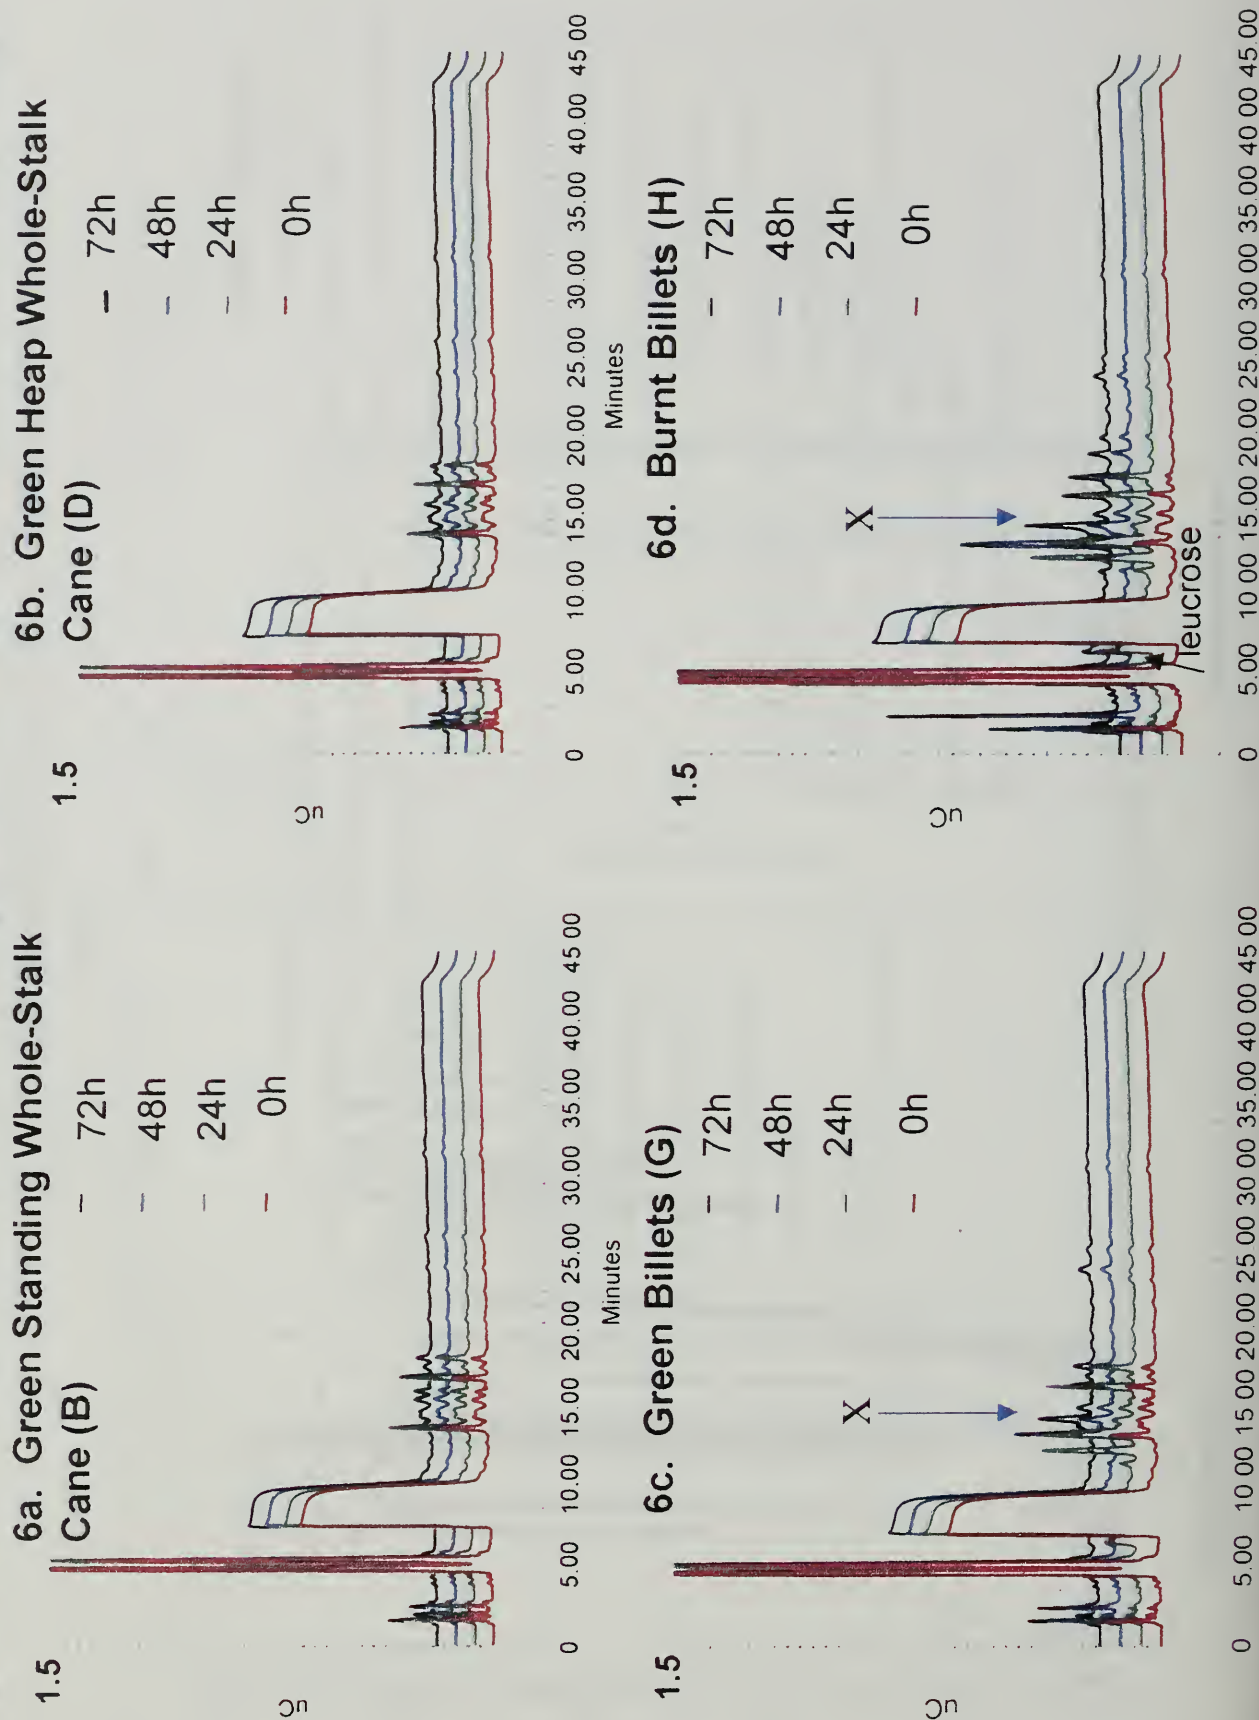 6a. Green Standing Whole-Stalk
Cane (B)
1.5
72h
48h
24h
0h
uC
0 5.00 10.00 15.00 20.00 25.00 30.00 35.00 40.00 45 00
Minutes
6b. Green Heap Whole-Stalk
Cane (D)
1.5
72h
48h
24h
0h
uC
0 5.00 10.00 15.00 20.00 25.00 30.00 35.00 40.00 45 00
Minutes
6c. Green Billets (G)
1.5
72h
48h
24h
0h
X
uC
0 5.00 10 00 15 00 20.00 25 00 30 00 35.00 40 00 45 00
6d. Burnt Billets (H)
1.5
72h
48h
24h
0h
X
leucrose
uC
0 5.00 10 00 15.00 20.00 25.00 30 00 35.00 40 00 45.00